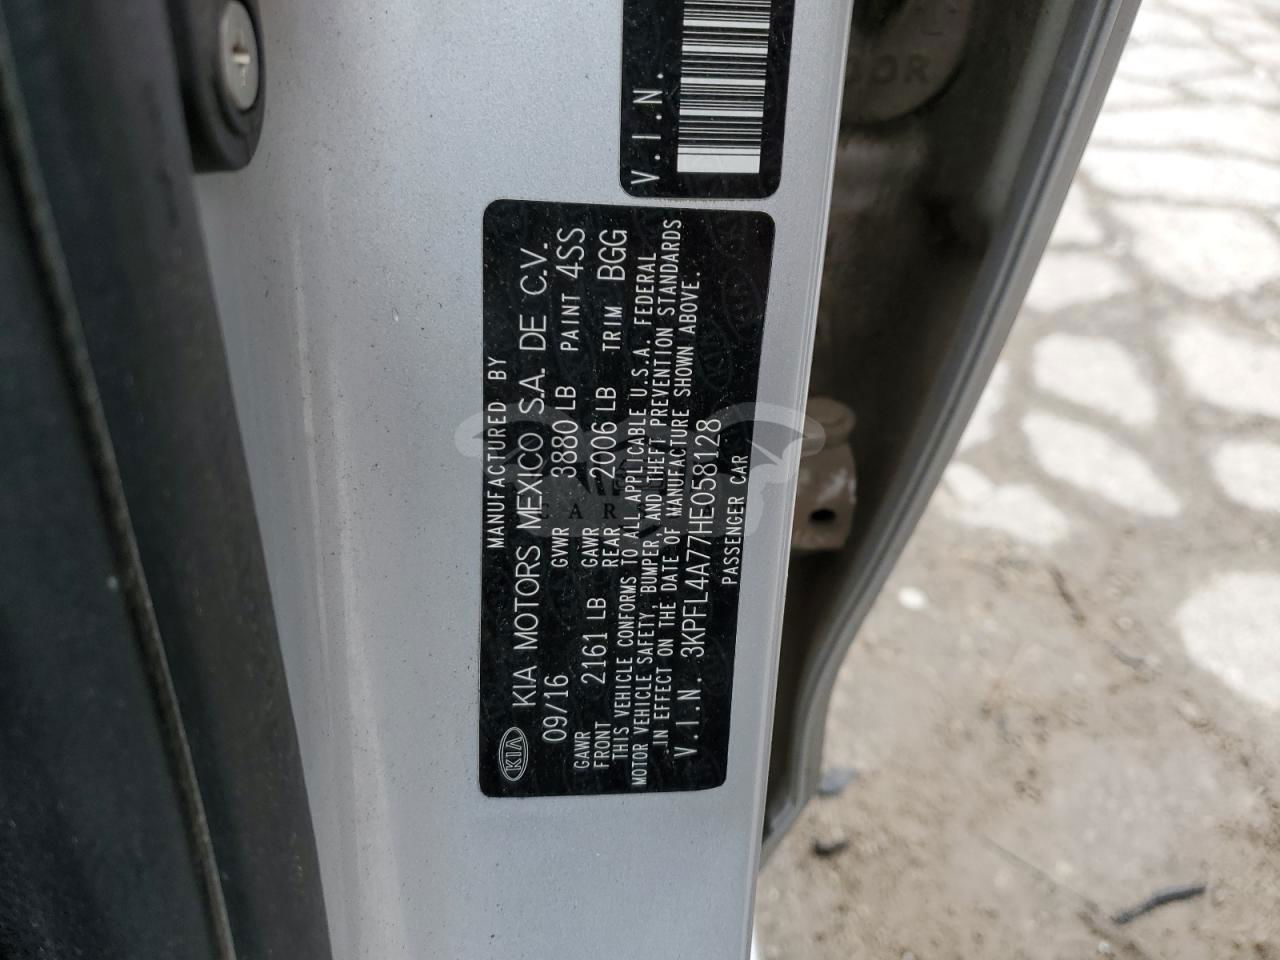 V.I.N.
MANUFACTURED BY
KIA KIA MOTORS MEXICO S.A. DE C.V.
09/16 GVWR 3880 LB PAINT 4SS
GAWR FRONT 2161 LB GAWR REAR 2006 LB TRIM BGG
THIS VEHICLE CONFORMS TO ALL APPLICABLE U.S.A. FEDERAL
MOTOR VEHICLE SAFETY, BUMPER, AND THEFT PREVENTION STANDARDS
IN EFFECT ON THE DATE OF MANUFACTURE SHOWN ABOVE.
V.I.N. 3KPFL4A77HE058128
PASSENGER CAR